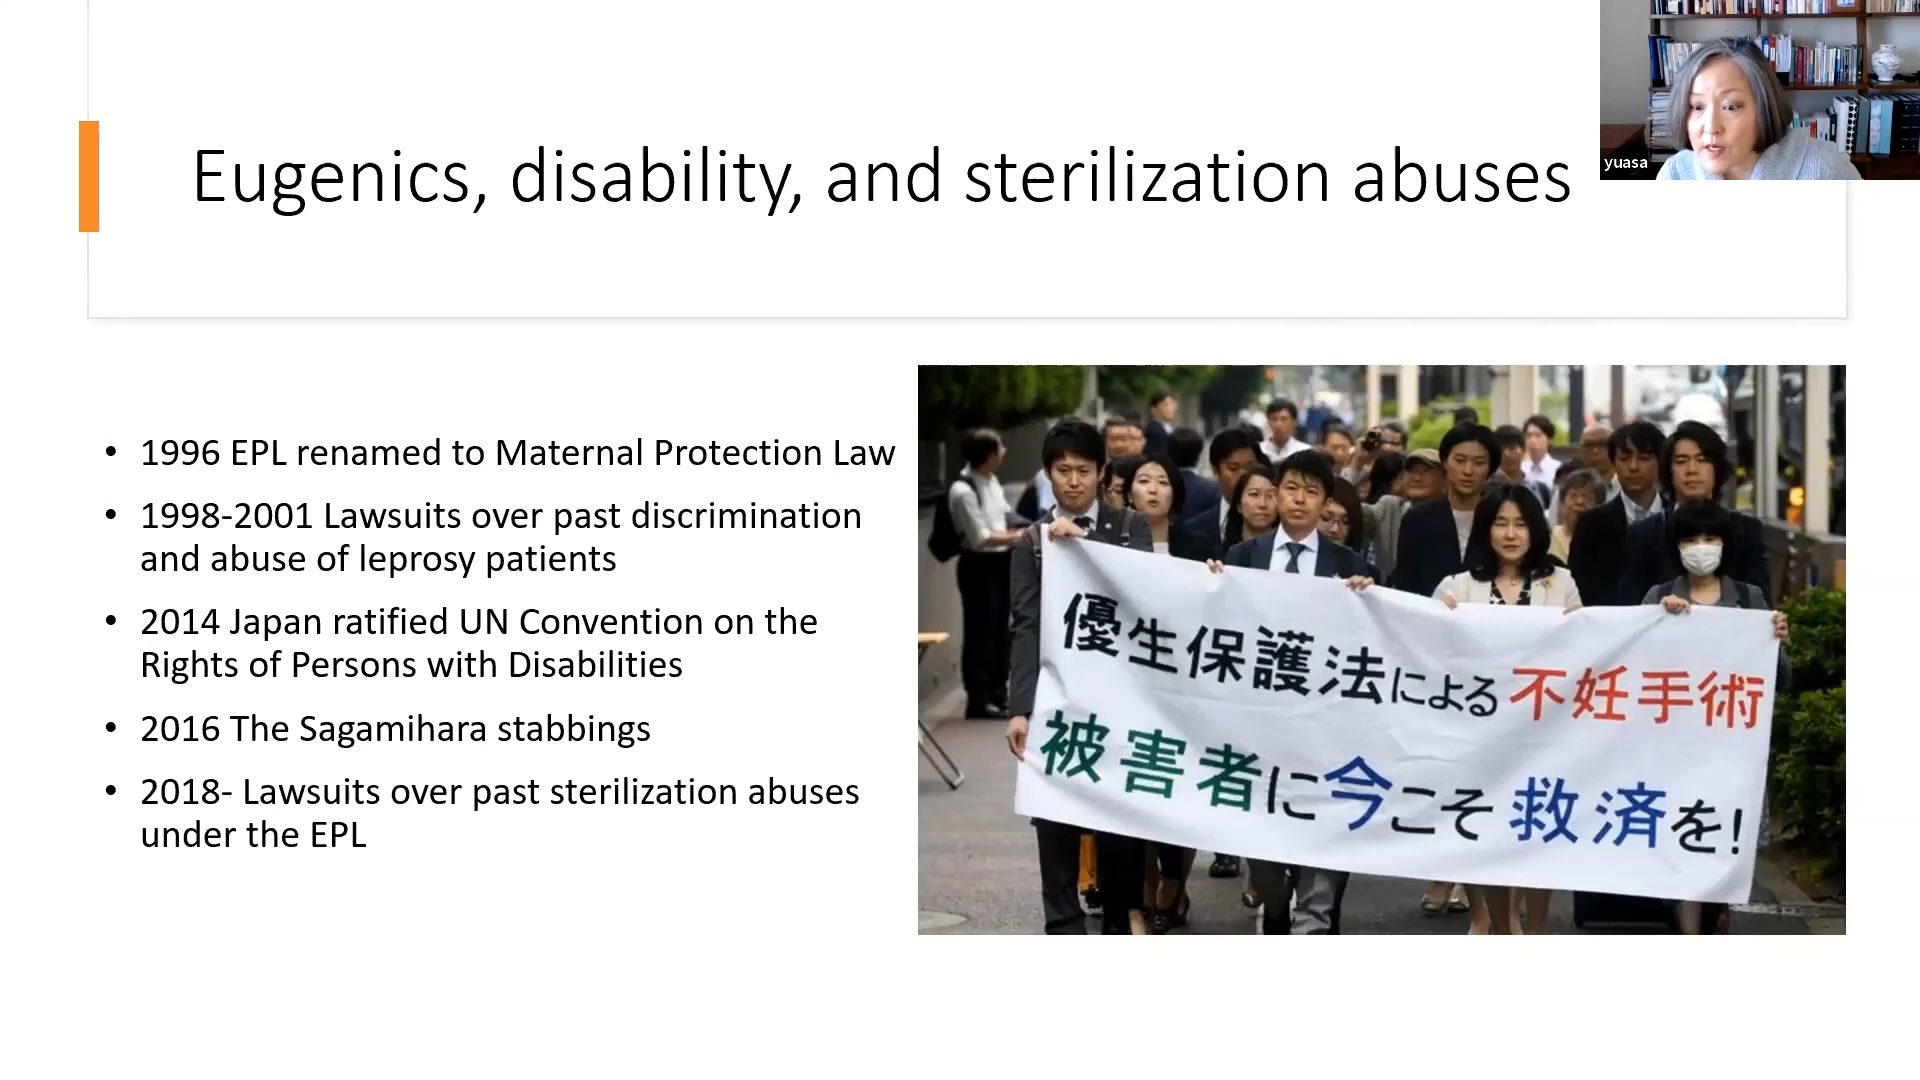 yuasa
Eugenics, disability, and sterilization abuses
• 1996 EPL renamed to Maternal Protection Law
• 1998-2001 Lawsuits over past discrimination
and abuse of leprosy patients
• 2014 Japan ratified UN Convention on the
Rights of Persons with Disabilities
• 2016 The Sagamihara stabbings
• 2018- Lawsuits over past sterilization abuses
under the EPL
優生保護法による不妊手術
被害者に今こそ救済を!